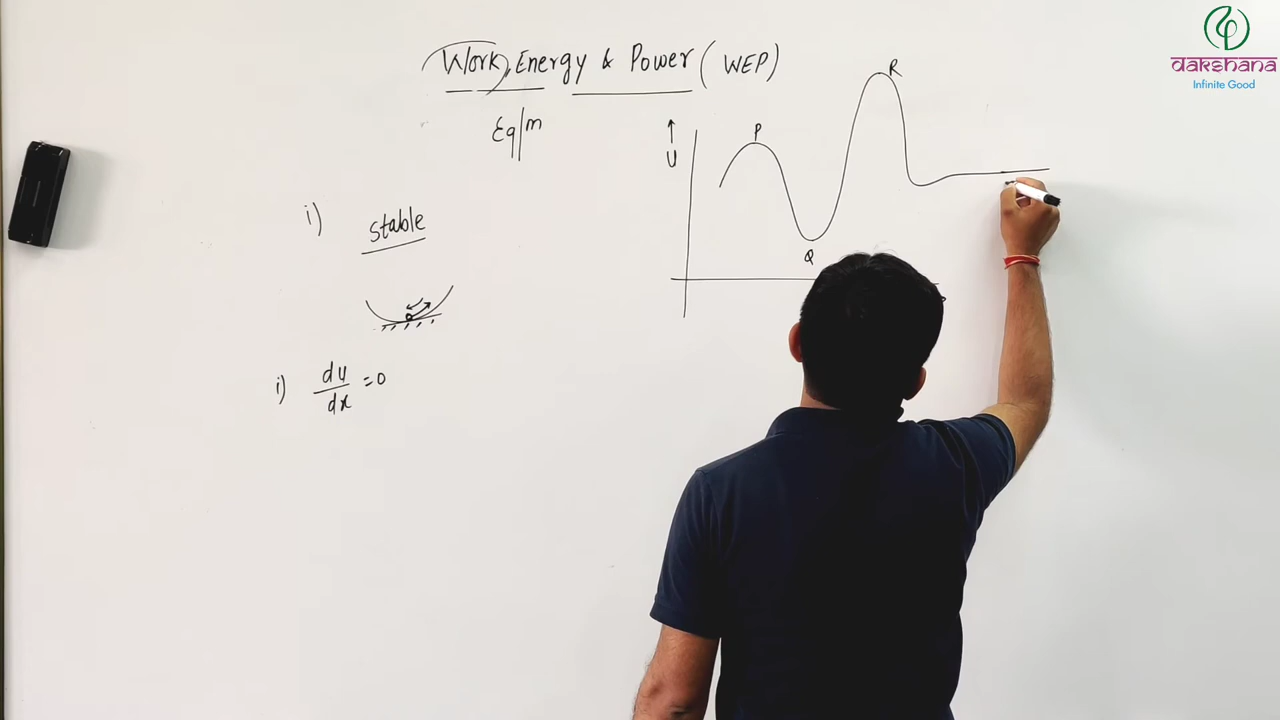 Work, Energy & Power (WEP)
Eq/m
i) stable
i) du/dx = 0
U
P
Q
R
dakshana
Infinite Good